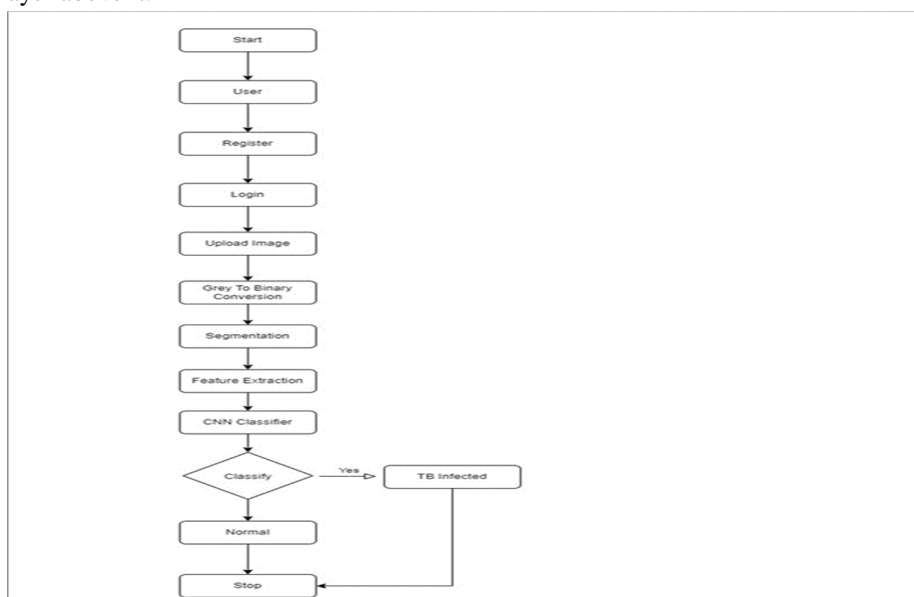 Start
User
Register
Login
Upload Image
Grey To Binary
Conversion
Segmentation
Feature Extraction
CNN Classifier
Classify
Yes
TB Infected
Normal
Stop